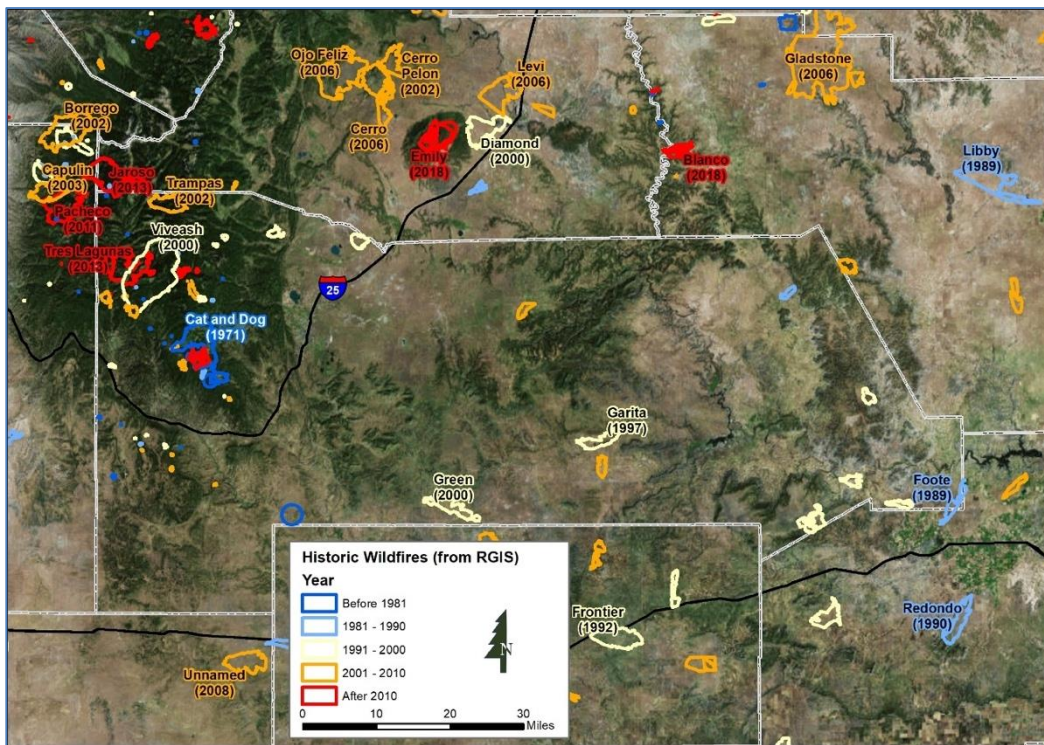 Ojo Feliz
(2006)
Cerro
Pelon
(2002)
Levi
(2006)
Gladstone
(2006)
Borrego
(2002)
Cerro
(2006)
Emily
(2018)
Diamond
(2000)
Blanco
(2018)
Libby
(1989)
Capulin
(2003)
Jaroso
(2013)
Trampas
(2002)
Pacheco
(2011)
Viveash
(2000)
Tres Lagunas
(2013)
25
Cat and Dog
(1971)
Garita
(1997)
Green
(2000)
Foote
(1989)
Frontier
(1992)
Redondo
(1990)
Unnamed
(2008)
Historic Wildfires (from RGIS)
Year
Before 1981
1981 - 1990
1991 - 2000
2001 - 2010
After 2010
N
0 10 20 30
Miles